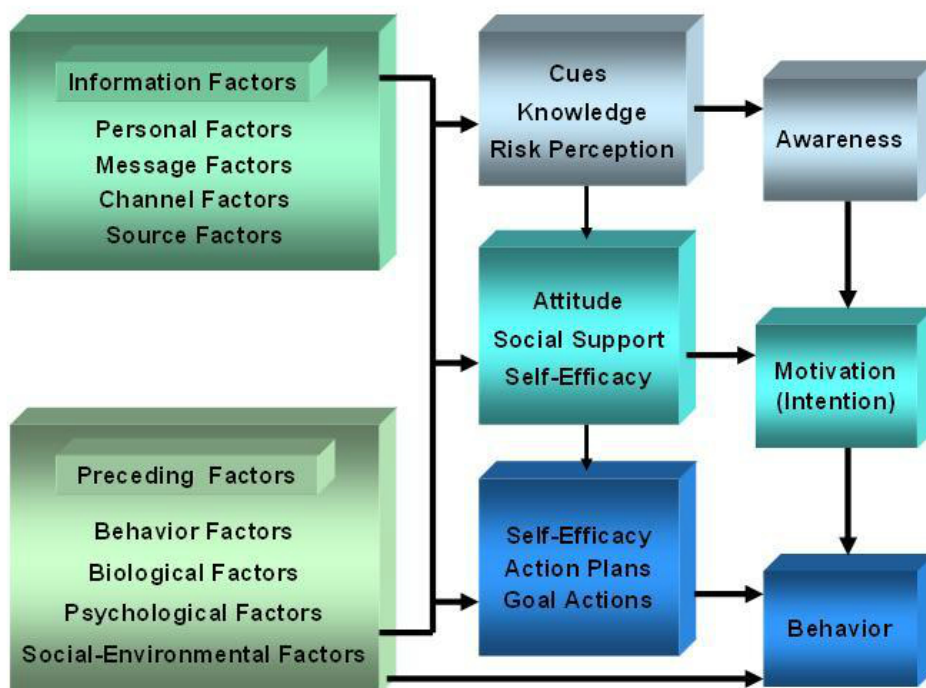 Information Factors
Personal Factors
Message Factors
Channel Factors
Source Factors
Preceding Factors
Behavior Factors
Biological Factors
Psychological Factors
Social-Environmental Factors
Cues
Knowledge
Risk Perception
Attitude
Social Support
Self-Efficacy
Self-Efficacy
Action Plans
Goal Actions
Awareness
Motivation
(Intention)
Behavior